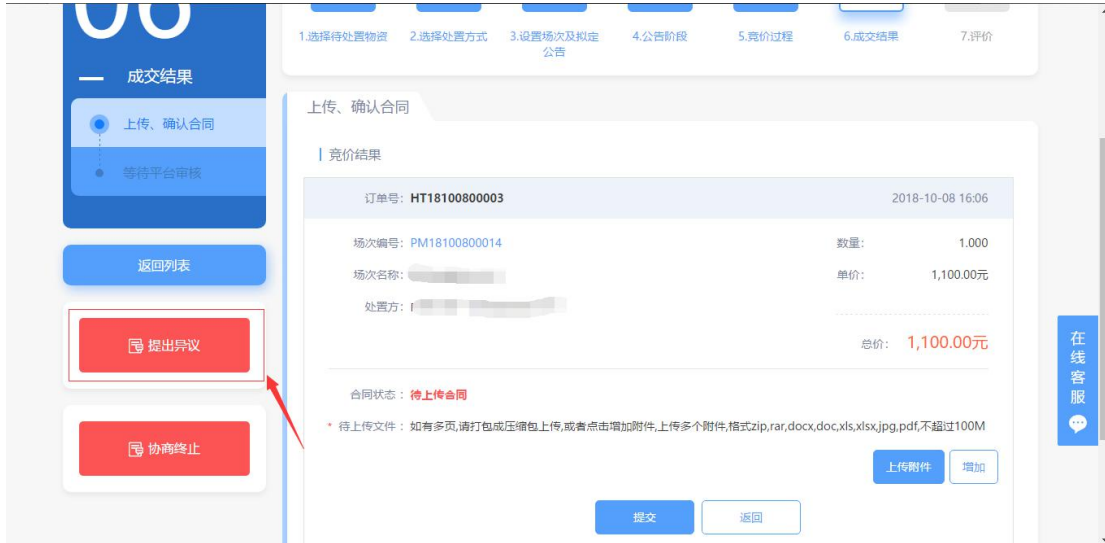 06
1.选择待处置物资
2.选择处置方式
3.设置场次及拟定
公告
4.公告阶段
5.竞价过程
6.成交结果
7.评价
成交结果
上传、确认合同
等待平台审核
返回列表
提出异议
协商终止
上传、确认合同
竞价结果
订单号：HT18100800003
2018-10-08 16:06
场次编号：PM18100800014
数量： 1.000
场次名称：
单价： 1,100.00元
处置方：
总价： 1,100.00元
合同状态：待上传合同
* 待上传文件：如有多页,请打包成压缩包上传,或者点击增加附件,上传多个附件,格式zip,rar,docx,doc,xls,xlsx,jpg,pdf,不超过100M
上传附件 增加
提交 返回
在线客服